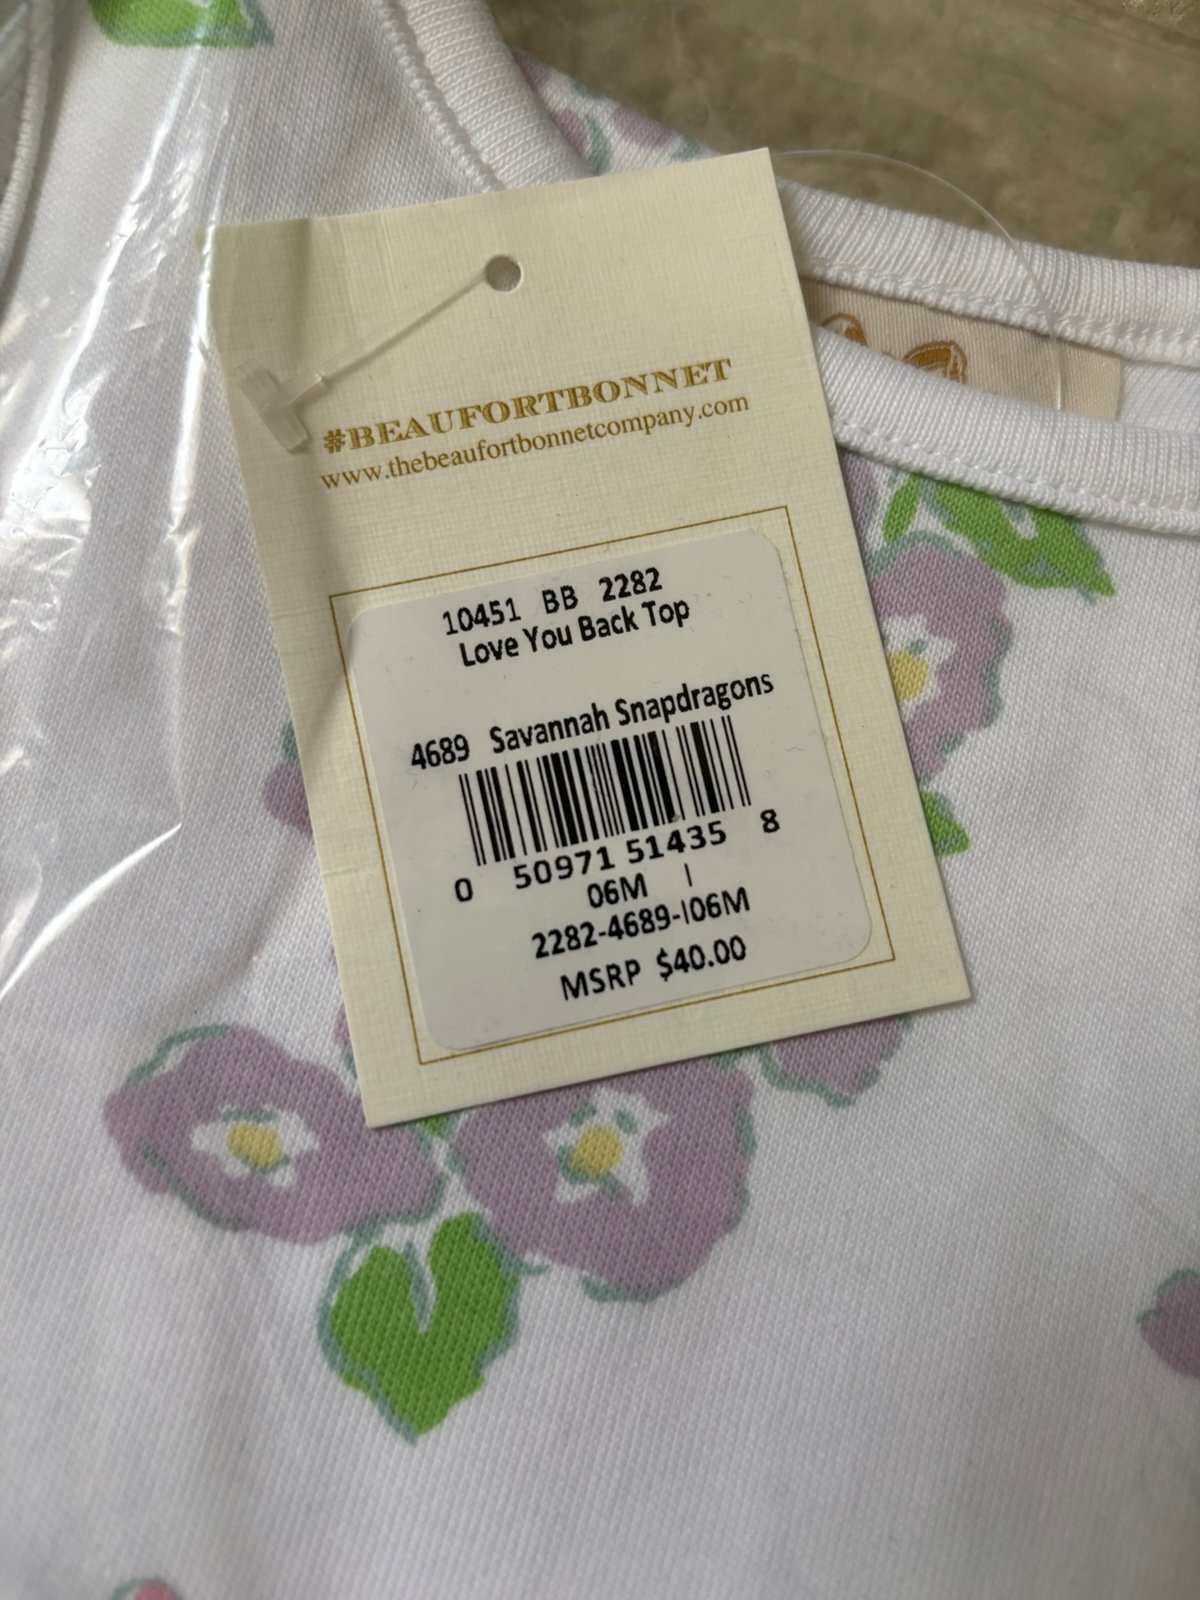 #BEAUFORTBONNET
www.thebeaufortbonnetcompany.com
10451 BB 2282
Love You Back Top
4689 Savannah Snapdragons
0 50971 51435 8
06M I
2282-4689-I06M
MSRP $40.00